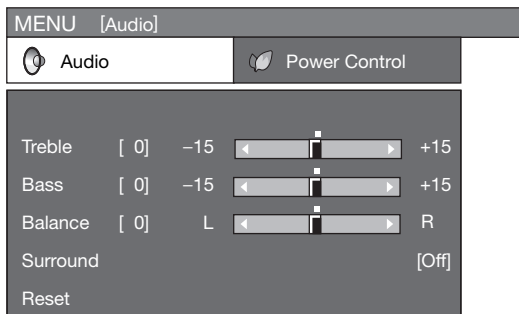 MENU [Audio]
Audio Power Control
Treble [ 0] −15 +15
Bass [ 0] −15 +15
Balance [ 0] L R
Surround [Off]
Reset